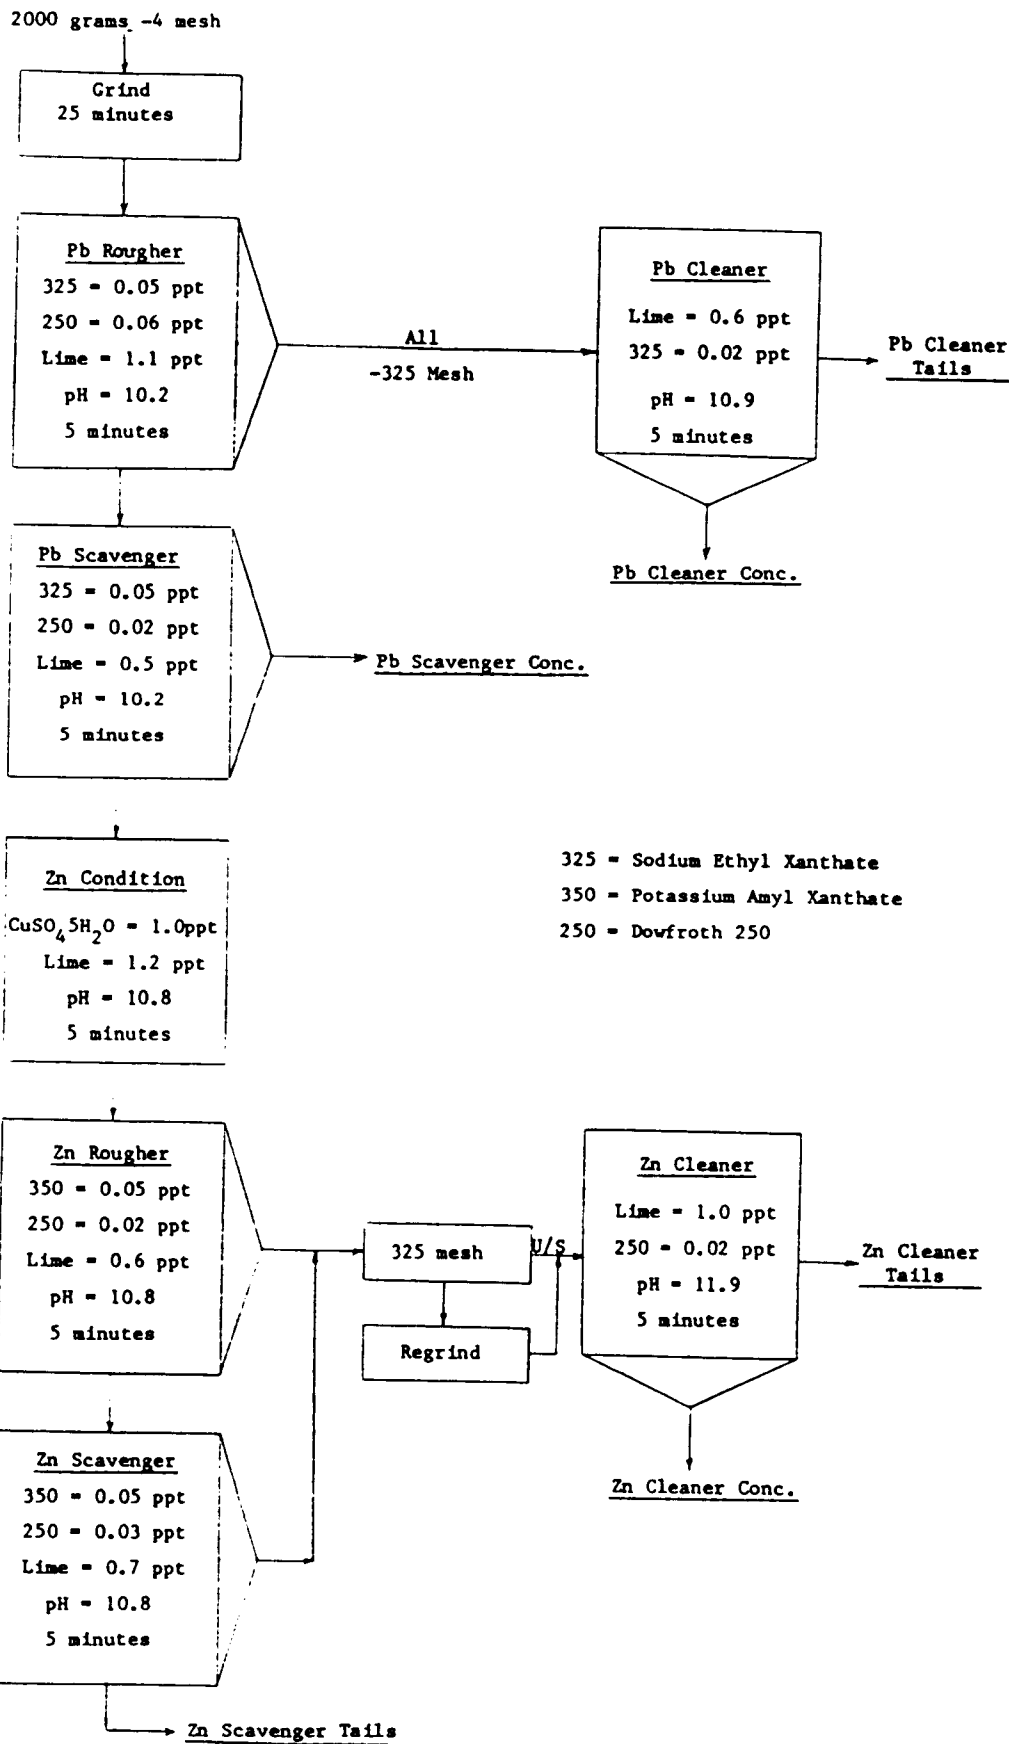 2000 grams -4 mesh
Grind
25 minutes
Pb Rougher
325 = 0.05 ppt
250 = 0.06 ppt
Lime = 1.1 ppt
pH = 10.2
5 minutes
All
-325 Mesh
Pb Cleaner
Lime = 0.6 ppt
325 = 0.02 ppt
pH = 10.9
5 minutes
Pb Cleaner
Tails
Pb Cleaner Conc.
Pb Scavenger
325 = 0.05 ppt
250 = 0.02 ppt
Lime = 0.5 ppt
pH = 10.2
5 minutes
Pb Scavenger Conc.
Zn Condition
CuSO4 5H2O = 1.0ppt
Lime = 1.2 ppt
pH = 10.8
5 minutes
325 = Sodium Ethyl Xanthate
350 = Potassium Amyl Xanthate
250 = Dowfroth 250
Zn Rougher
350 = 0.05 ppt
250 = 0.02 ppt
Lime = 0.6 ppt
pH = 10.8
5 minutes
325 mesh
U/S
Regrind
Zn Cleaner
Lime = 1.0 ppt
250 = 0.02 ppt
pH = 11.9
5 minutes
Zn Cleaner
Tails
Zn Cleaner Conc.
Zn Scavenger
350 = 0.05 ppt
250 = 0.03 ppt
Lime = 0.7 ppt
pH = 10.8
5 minutes
Zn Scavenger Tails